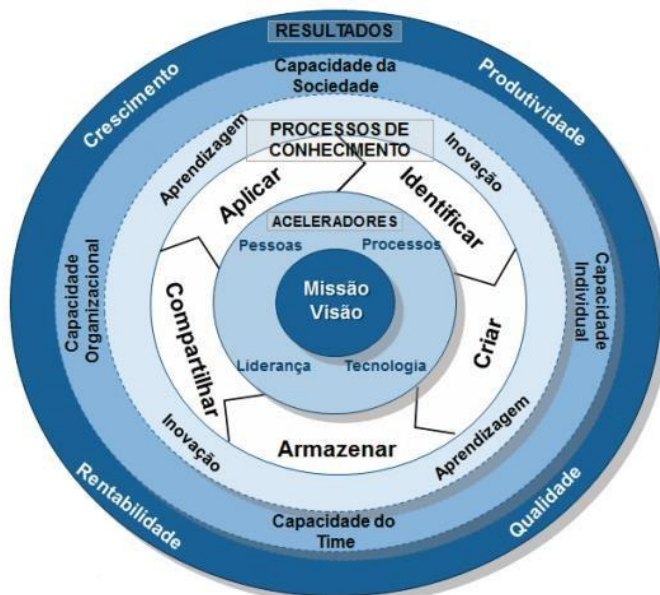 RESULTADOS
Capacidade da
Sociedade
Crescimento
Produtividade
Aprendizagem
PROCESSOS DE
CONHECIMENTO
Inovação
Aplicar
Identificar
ACELERADORES
Pessoas
Processos
Missão
Visão
Capacidade
Organizacional
Capacidade
Individual
Compartilhar
Criar
Liderança
Tecnologia
Armazenar
Inovação
Aprendizagem
Rentabilidade
Qualidade
Capacidade do
Time